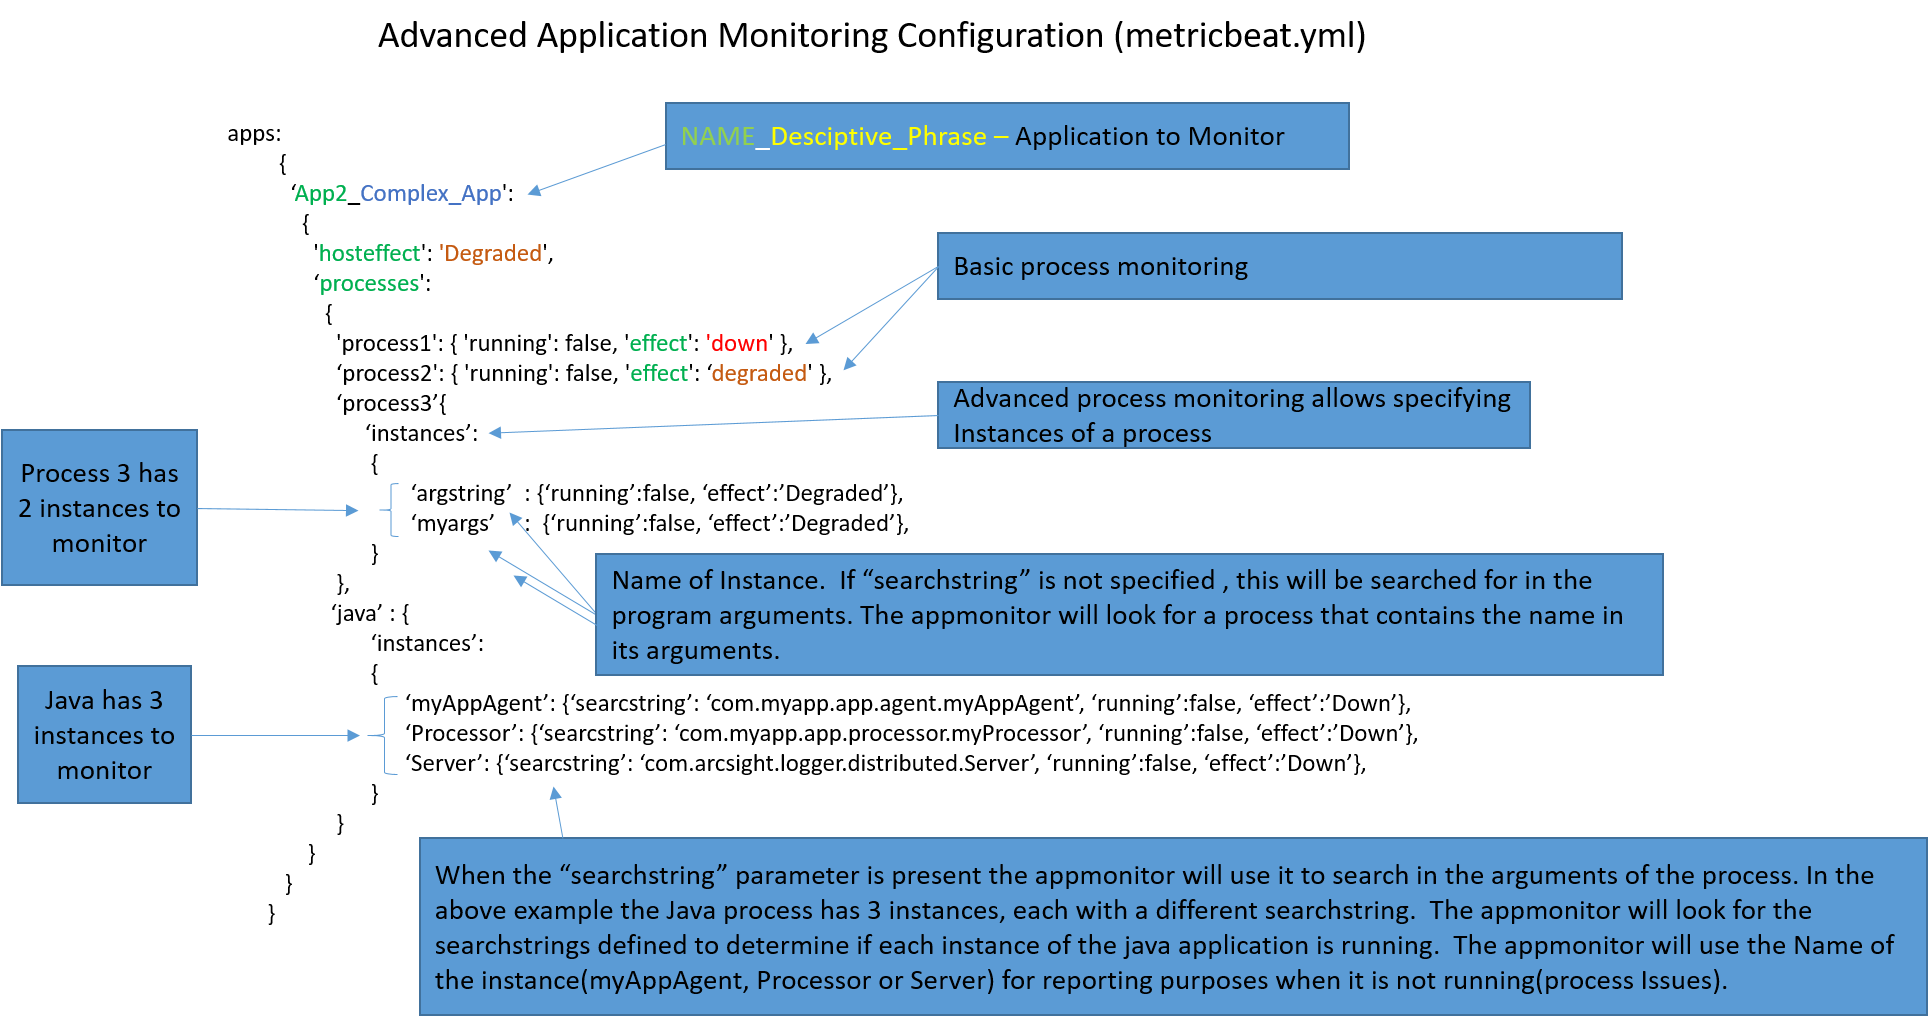 Advanced Application Monitoring Configuration (metricbeat.yml)
NAME_Desciptive_Phrase – Application to Monitor
apps:
{
‘App2_Complex_App':
{
'hosteffect': 'Degraded',
‘processes':
{
'process1': { 'running': false, 'effect': 'down' },
‘process2': { 'running': false, 'effect': ‘degraded' },
‘process3’{
‘instances’:
{
‘argstring’ : {‘running’:false, ‘effect’:’Degraded’},
‘myargs’ : {‘running’:false, ‘effect’:’Degraded’},
}
},
‘java’ : {
‘instances’:
{
‘myAppAgent’: {‘searcstring’: ‘com.myapp.app.agent.myAppAgent’, ‘running’:false, ‘effect’:’Down’},
‘Processor’: {‘searcstring’: ‘com.myapp.app.processor.myProcessor’, ‘running’:false, ‘effect’:’Down’},
‘Server’: {‘searcstring’: ‘com.arcsight.logger.distributed.Server’, ‘running’:false, ‘effect’:’Down’},
}
}
}
}
}
Basic process monitoring
Advanced process monitoring allows specifying
Instances of a process
Process 3 has
2 instances to
monitor
Name of Instance.  If “searchstring” is not specified , this will be searched for in the
program arguments. The appmonitor will look for a process that contains the name in
its arguments.
Java has 3
instances to
monitor
When the “searchstring” parameter is present the appmonitor will use it to search in the arguments of the process. In the
above example the Java process has 3 instances, each with a different searchstring.  The appmonitor will look for the
searchstrings defined to determine if each instance of the java application is running.  The appmonitor will use the Name of
the instance(myAppAgent, Processor or Server) for reporting purposes when it is not running(process Issues).